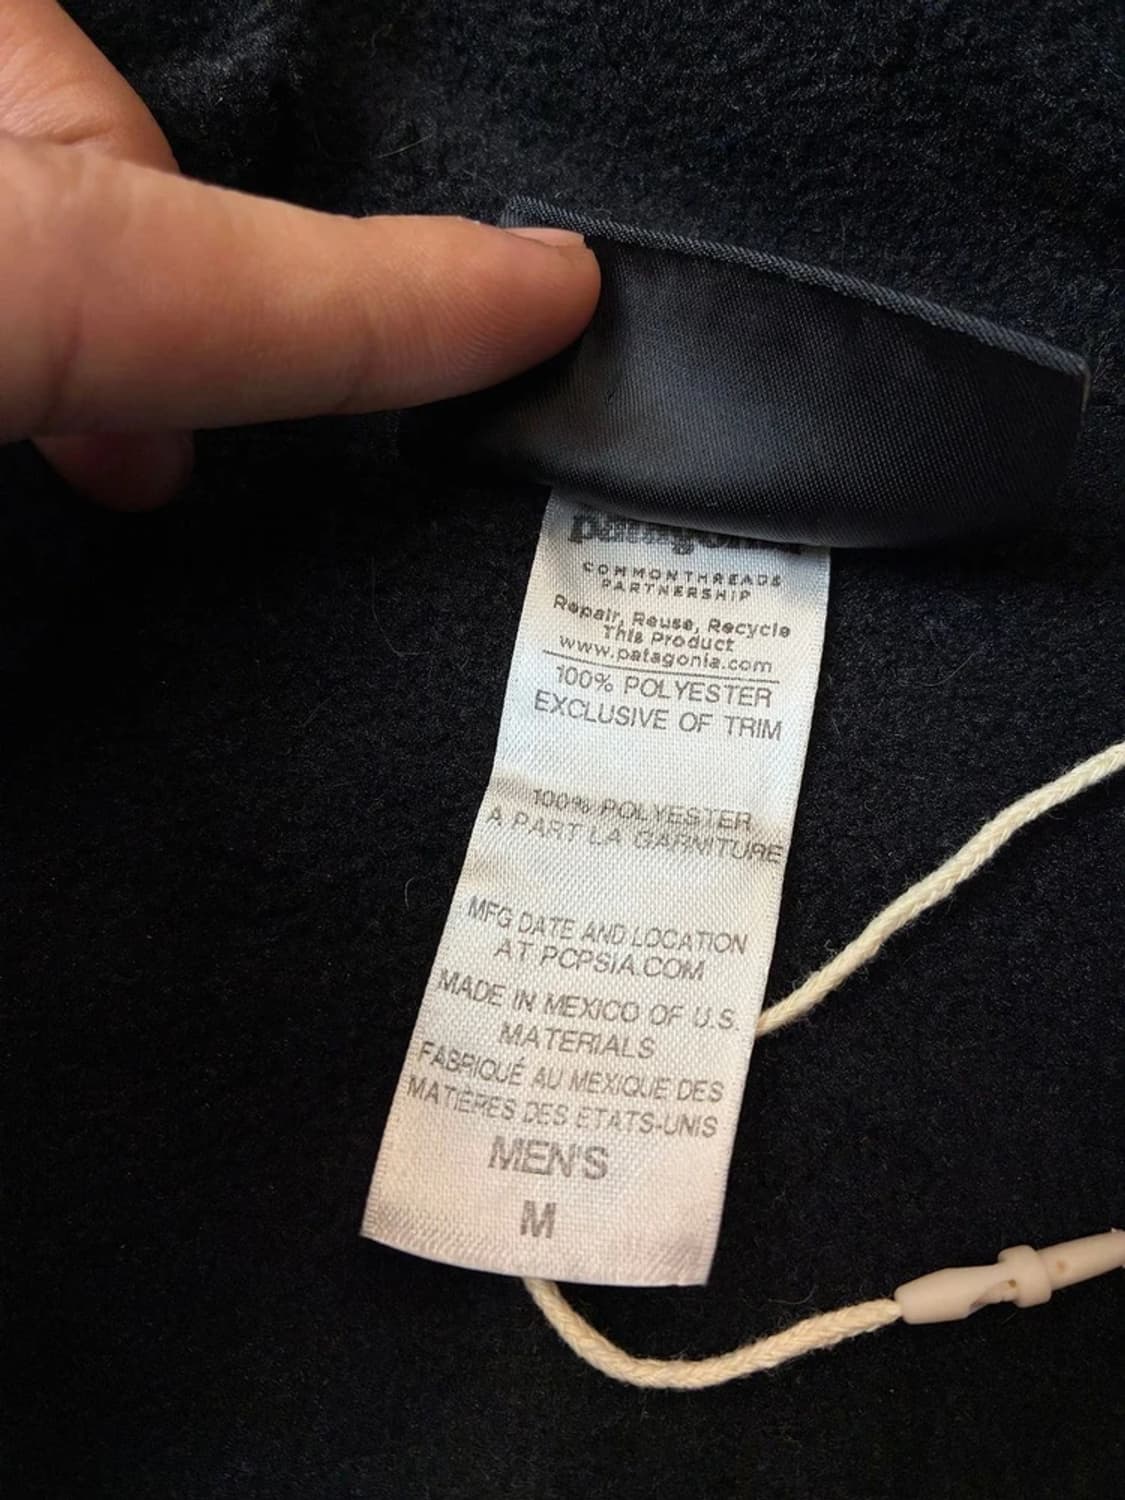 patagonia
COMMON THREADS
PARTNERSHIP
Repair, Reuse, Recycle
This Product
www.patagonia.com
100% POLYESTER
EXCLUSIVE OF TRIM
100% POLYESTER
À PART LA GARNITURE
MFG DATE AND LOCATION
AT PCPSIA.COM
MADE IN MEXICO OF U.S.
MATERIALS
FABRIQUÉ AU MEXIQUE DES
MATIÈRES DES ETATS-UNIS
MEN'S
M